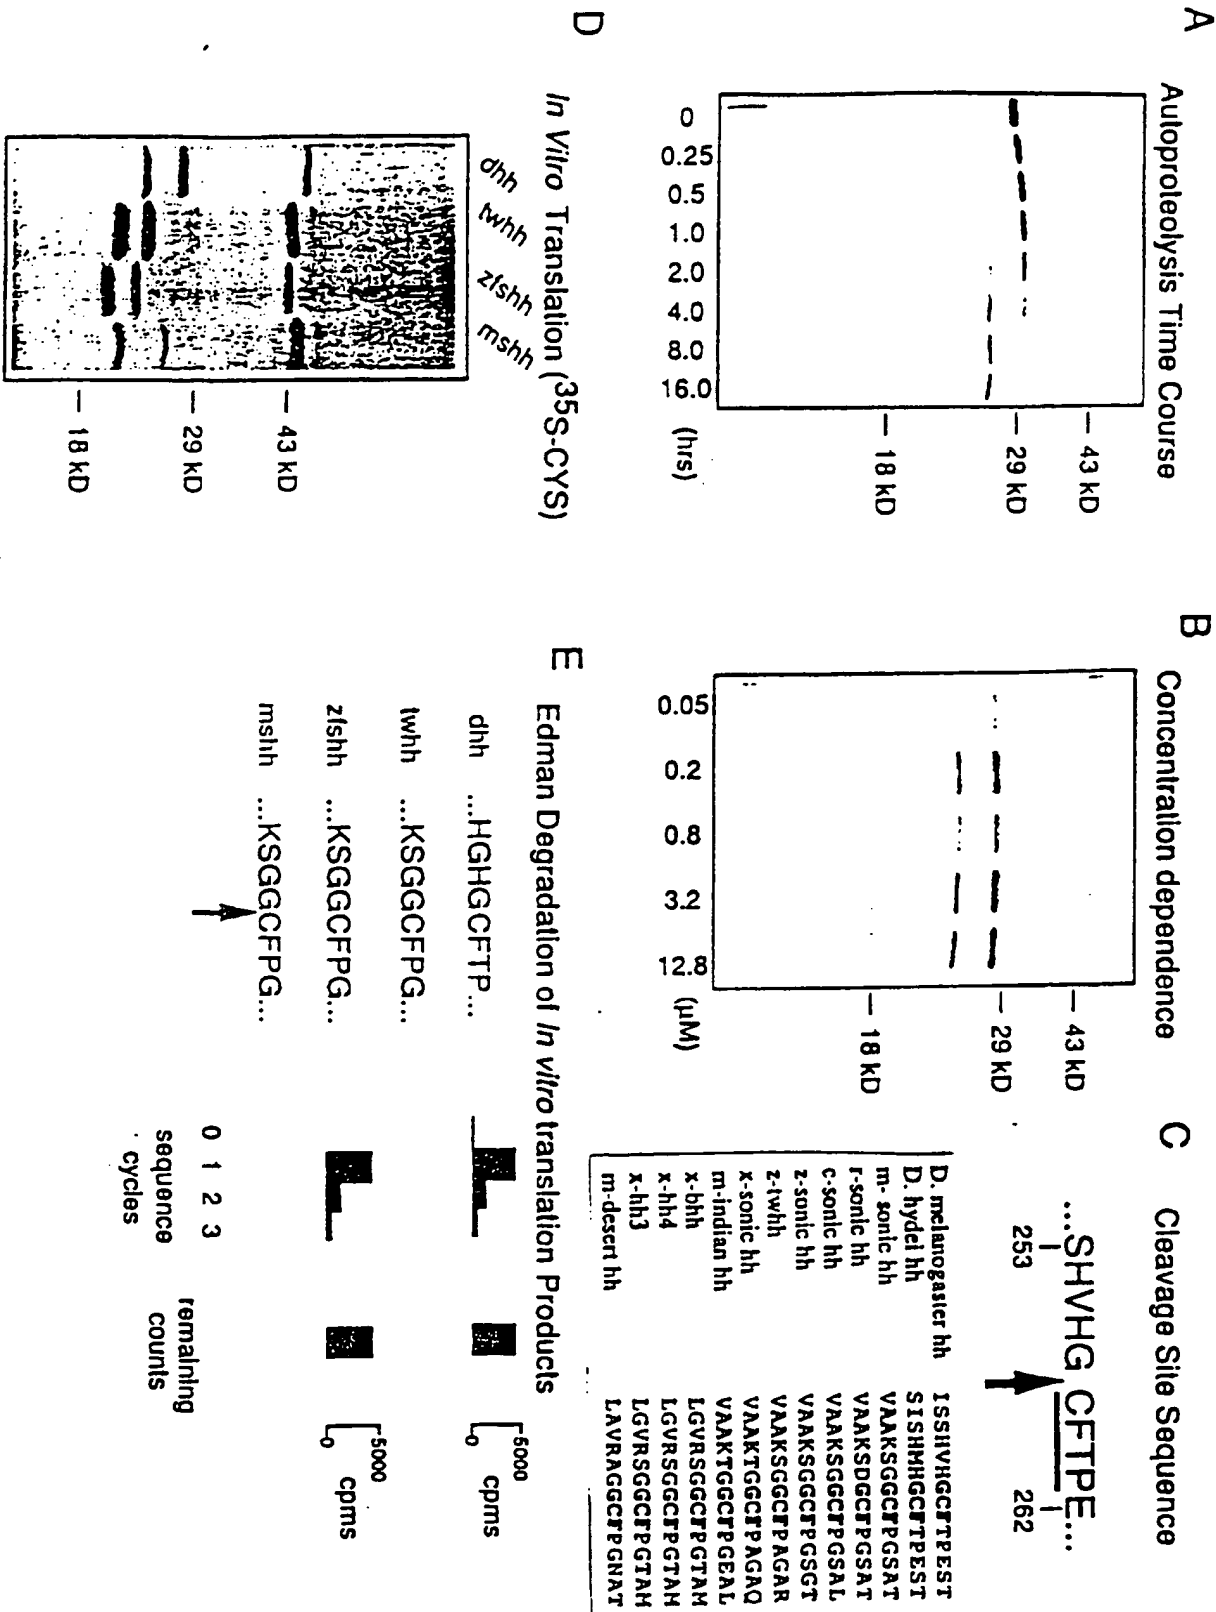 A
Autoproteolysis Time Course
0
0.25
0.5
1.0
2.0
4.0
8.0
16.0
(hrs)
43 kD
29 kD
18 kD
B
Concentration dependence
0.05
0.2
0.8
3.2
12.8
(μM)
43 kD
29 kD
18 kD
C
Cleavage Site Sequence
...SHVHG CFTPE...
253
262
D. melanogaster hh ISSHVHGCFTPEST
D. hydei hh SISHMHGCFTPEST
m- sonic hh VAAKSGGCFPGSAT
r-sonic hh VAAKSDGCFPGSAT
c-sonic hh VAAKSGGCFPGSAL
z-sonic hh VAAKSGGCFPGSGT
z-twhh VAAKSGGCFPAGAR
x-sonic hh VAAKTGGCFPAGAQ
m-indian hh VAAKTGGCFPGEAL
x-bhh LGVRSGGCFPGTAM
x-hh4 LGVRSGGCFPGTAM
x-hh3 LGVRSGGCFPGTAM
m-desert hh LAVRAGGCFPGNAT
D
In Vitro Translation (35S-CYS)
dhh
twhh
zfshh
mshh
43 kD
29 kD
18 kD
E
Edman Degradation of In vitro translation Products
dhh ...HGHGCFTP...
twhh ...KSGGCFPG...
zfshh ...KSGGCFPG...
mshh ...KSGGCFPG...
5000
0
cpms
5000
0
cpms
0 1 2 3
sequence
cycles
remaining
counts